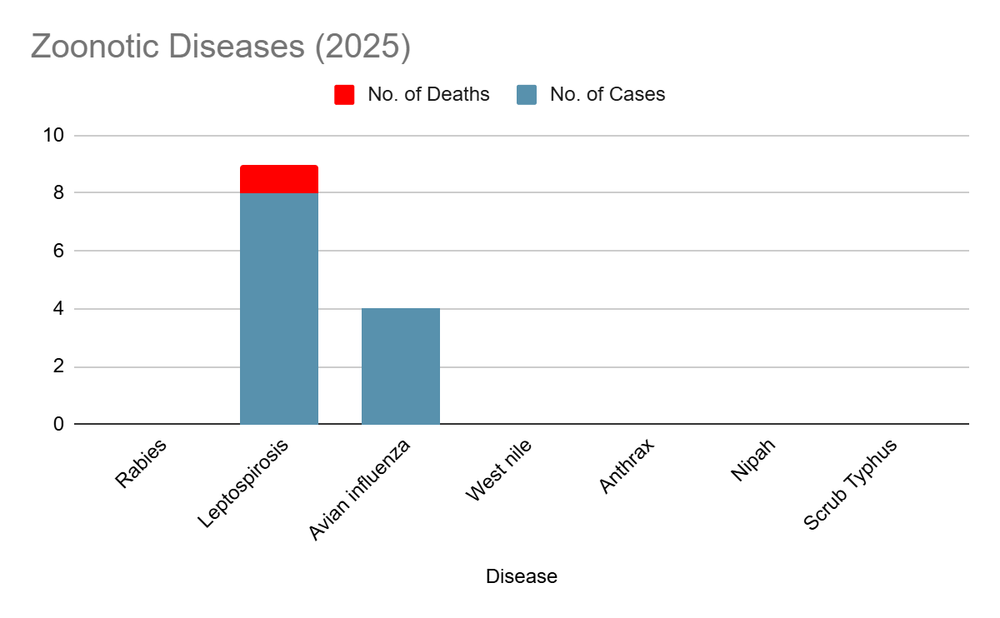 Zoonotic Diseases (2025)
No. of Deaths
No. of Cases
10
8
6
4
2
0
Rabies
Leptospirosis
Avian influenza
West nile
Anthrax
Nipah
Scrub Typhus
Disease